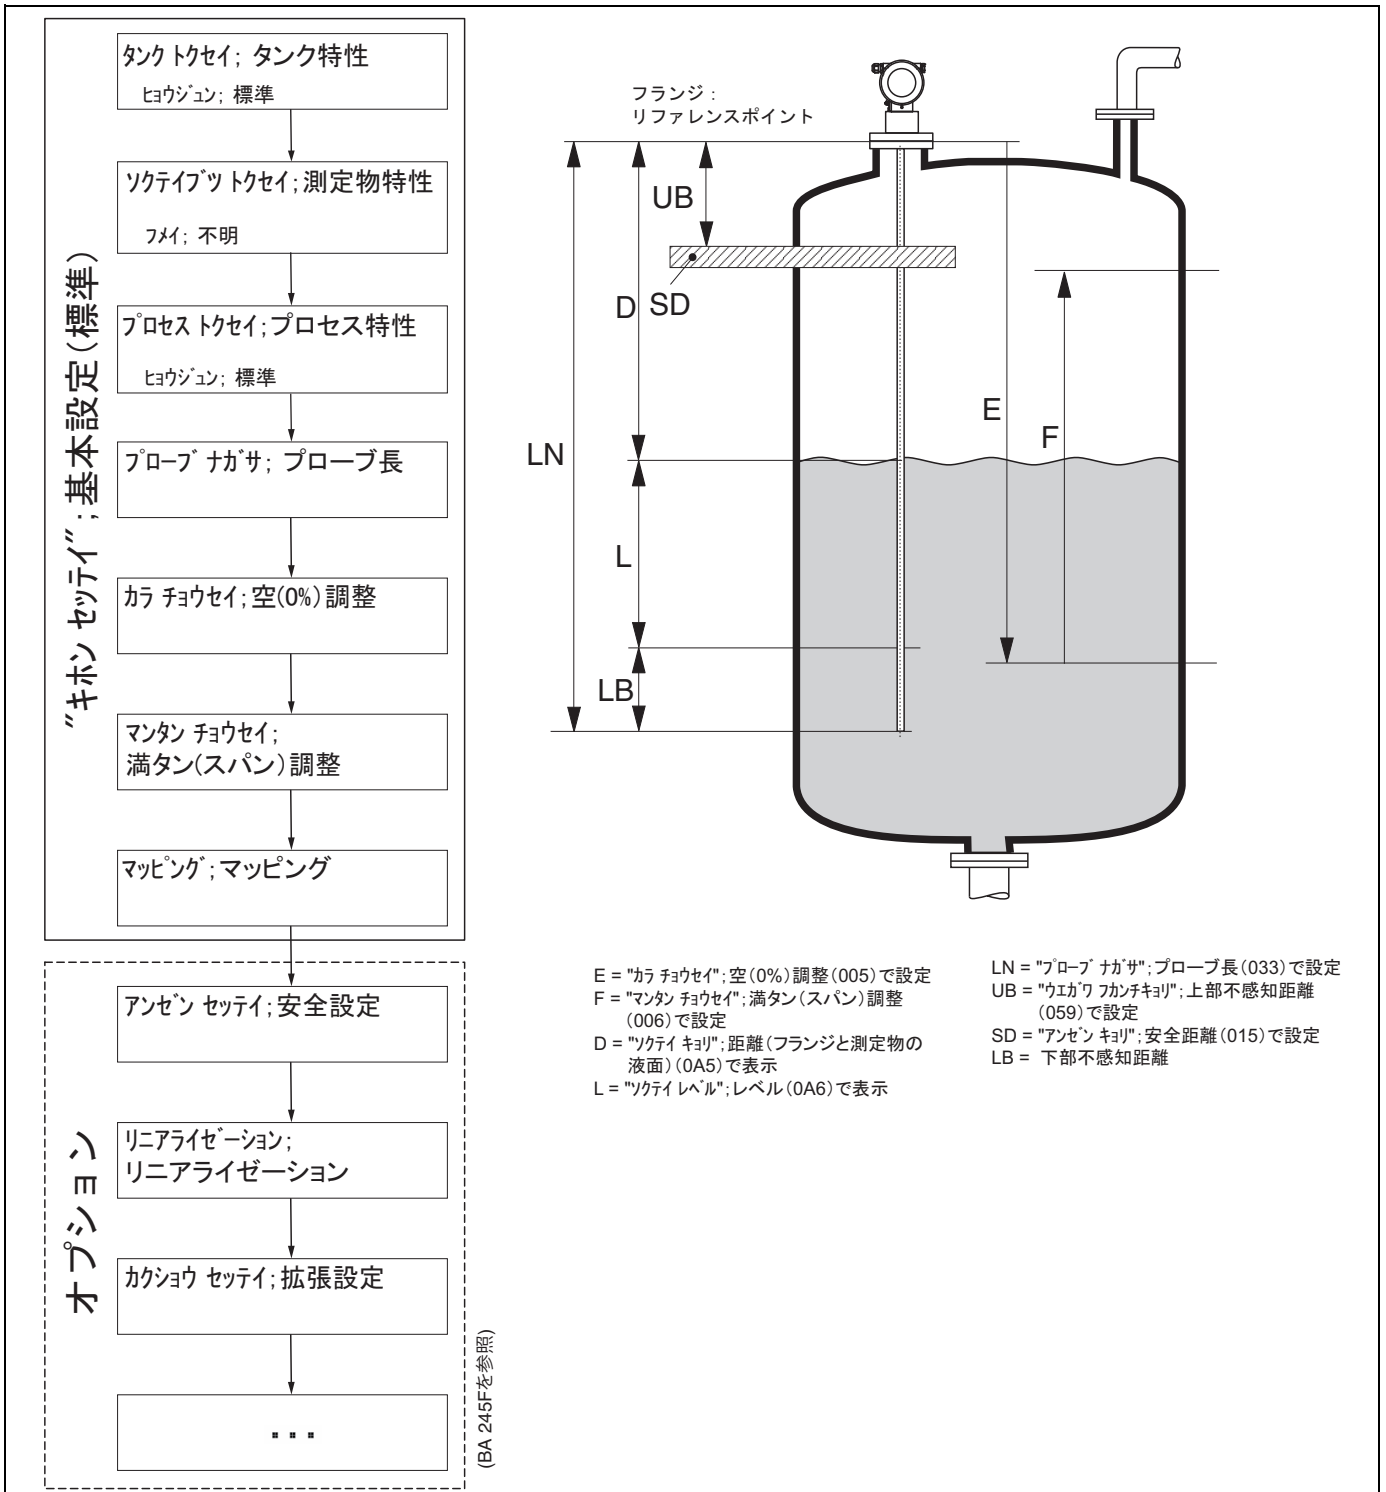 "キホン セッテイ";基本設定(標準)
ﾀﾝｸ ﾄｸｾｲ; タンク特性
ﾋｮｳｼﾞｭﾝ; 標準
ｿｸﾃｲﾌﾞﾂ ﾄｸｾｲ;測定物特性
ﾌﾒｲ; 不明
ﾌﾟﾛｾｽ ﾄｸｾｲ;プロセス特性
ﾋｮｳｼﾞｭﾝ; 標準
ﾌﾟﾛｰﾌﾞ ﾅｶﾞｻ; プローブ長
ｶﾗ ﾁｮｳｾｲ;空(0%)調整
ﾏﾝﾀﾝ ﾁｮｳｾｲ;
満タン(スパン)調整
ﾏｯﾋﾟﾝｸﾞ;マッピング
オプション
ｱﾝｾﾞﾝ ｾｯﾃｲ;安全設定
ﾘﾆｱﾗｲｾﾞｰｼｮﾝ;
リニアライゼーション
ｶｸｼｮｳ ｾｯﾃｲ;拡張設定
...
(BA 245Fを参照)
フランジ:
リファレンスポイント
UB
D
SD
LN
E
F
L
LB
E = "ｶﾗ ﾁｮｳｾｲ";空(0%)調整(005)で設定
F = "ﾏﾝﾀﾝ ﾁｮｳｾｲ";満タン(スパン)調整
(006)で設定
D = "ｿｸﾃｲ ｷｮﾘ";距離(フランジと測定物の
液面)(0A5)で表示
L = "ｿｸﾃｲ ﾚﾍﾞﾙ";レベル(0A6)で表示
LN = "ﾌﾟﾛｰﾌﾞ ﾅｶﾞｻ";プローブ長(033)で設定
UB = "ｳｴｶﾞﾜ ﾌｶﾝﾁｷｮﾘ";上部不感知距離
(059)で設定
SD = "ｱﾝｾﾞﾝ ｷｮﾘ";安全距離(015)で設定
LB = 下部不感知距離